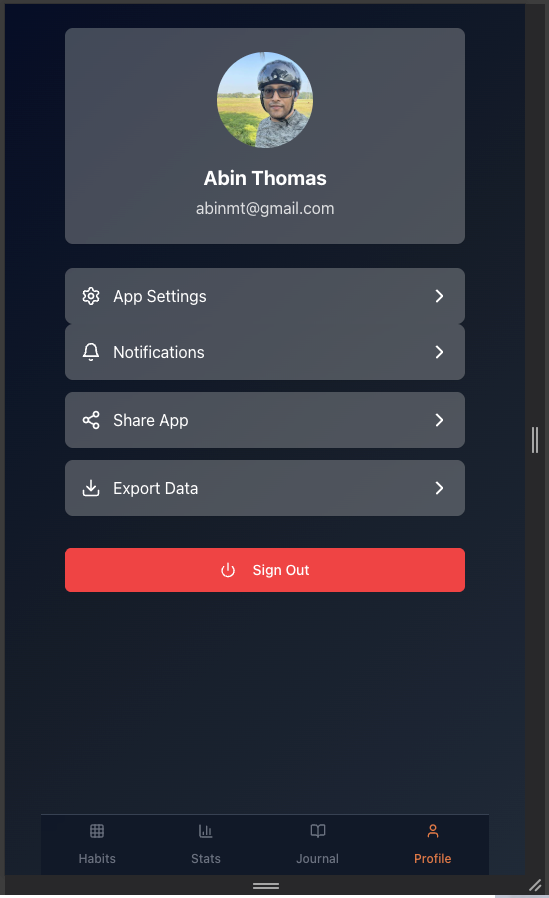 Abin Thomas
abinmt@gmail.com
App Settings
Notifications
Share App
Export Data
Sign Out
Habits Stats Journal Profile